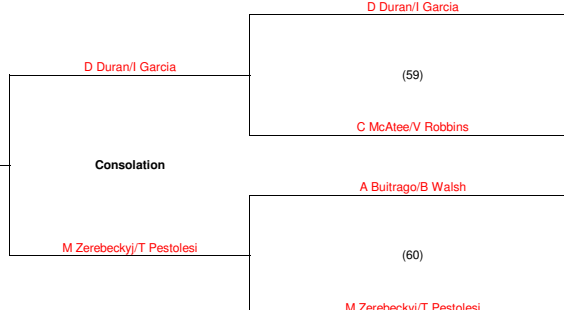 D Duran/I Garcia
D Duran/I Garcia
(59)
C McAtee/V Robbins
Consolation
A Buitrago/B Walsh
M Zerebeckyj/T Pestolesi
(60)
M Zerebeckyj/T Pestolesi